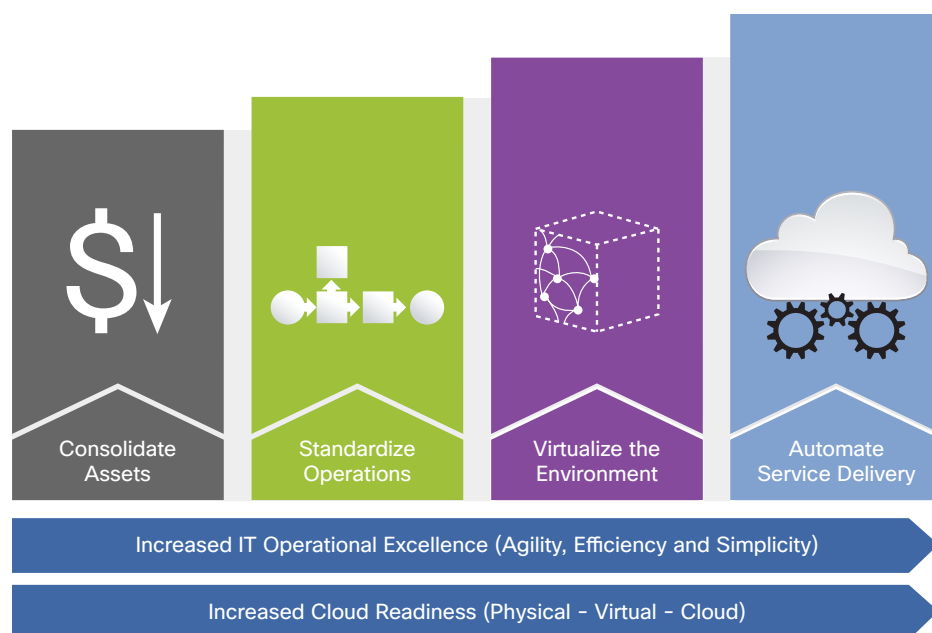 Consolidate
Assets
Standardize
Operations
Virtualize the
Environment
Automate
Service Delivery
Increased IT Operational Excellence (Agility, Efficiency and Simplicity)
Increased Cloud Readiness (Physical - Virtual - Cloud)